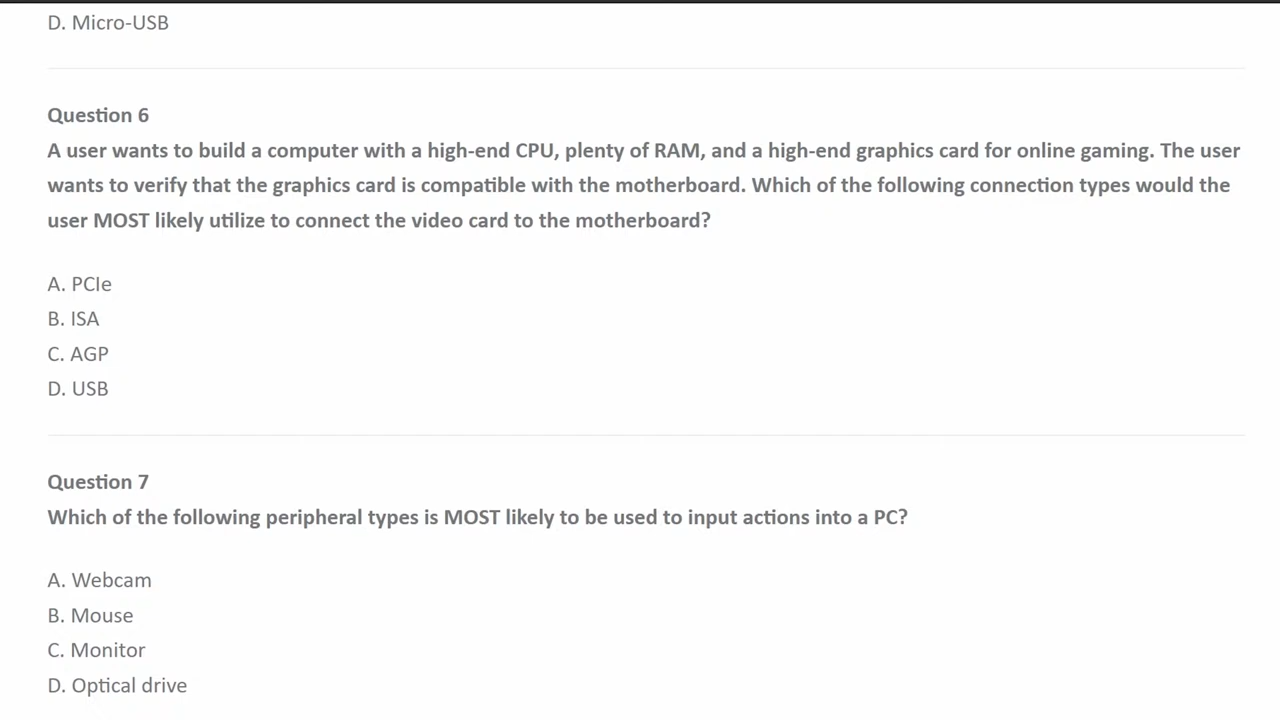 D. Micro-USB
Question 6
A user wants to build a computer with a high-end CPU, plenty of RAM, and a high-end graphics card for online gaming. The user
wants to verify that the graphics card is compatible with the motherboard. Which of the following connection types would the
user MOST likely utilize to connect the video card to the motherboard?
A. PCIe
B. ISA
C. AGP
D. USB
Question 7
Which of the following peripheral types is MOST likely to be used to input actions into a PC?
A. Webcam
B. Mouse
C. Monitor
D. Optical drive